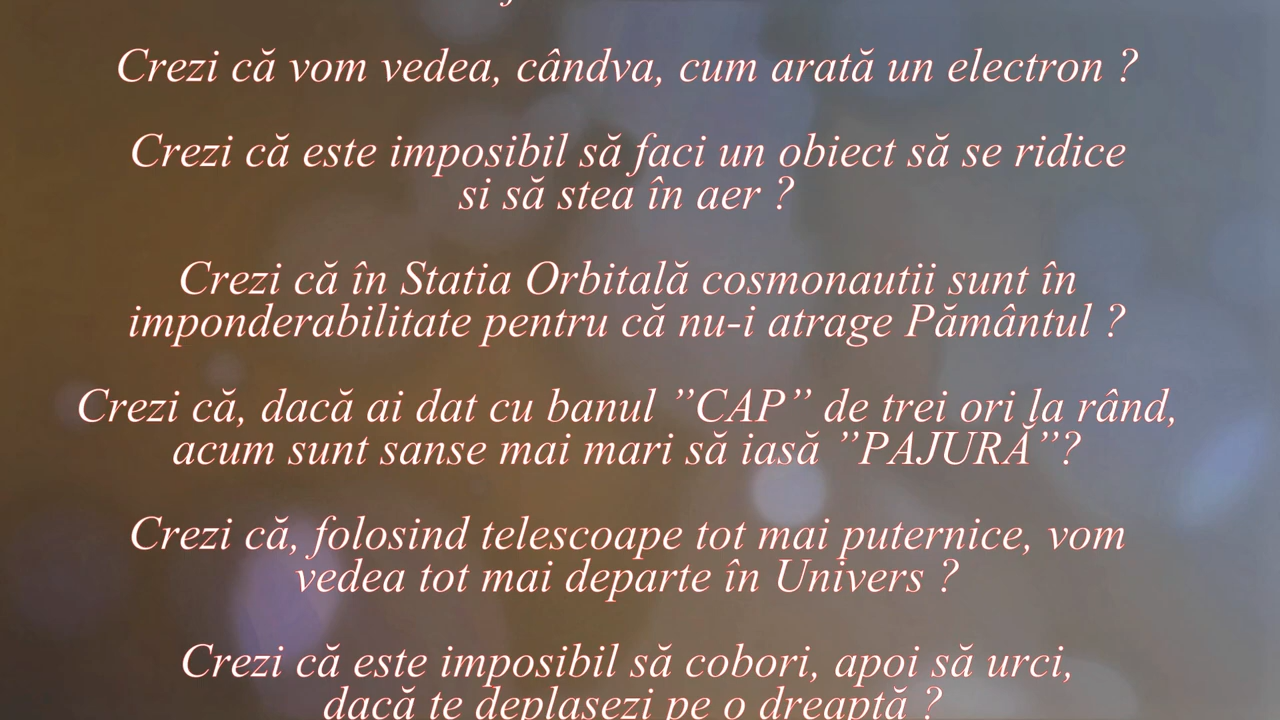 Crezi că vom vedea, cândva, cum arată un electron ?
Crezi că este imposibil să faci un obiect să se ridice
si să stea în aer ?
Crezi că în Statia Orbitală cosmonautii sunt în
imponderabilitate pentru că nu-i atrage Pământul ?
Crezi că, dacă ai dat cu banul ”CAP” de trei ori la rând,
acum sunt sanse mai mari să iasă ”PAJURĂ”?
Crezi că, folosind telescoape tot mai puternice, vom
vedea tot mai departe în Univers ?
Crezi că este imposibil să cobori, apoi să urci,
dacă te deplasezi pe o dreaptă ?